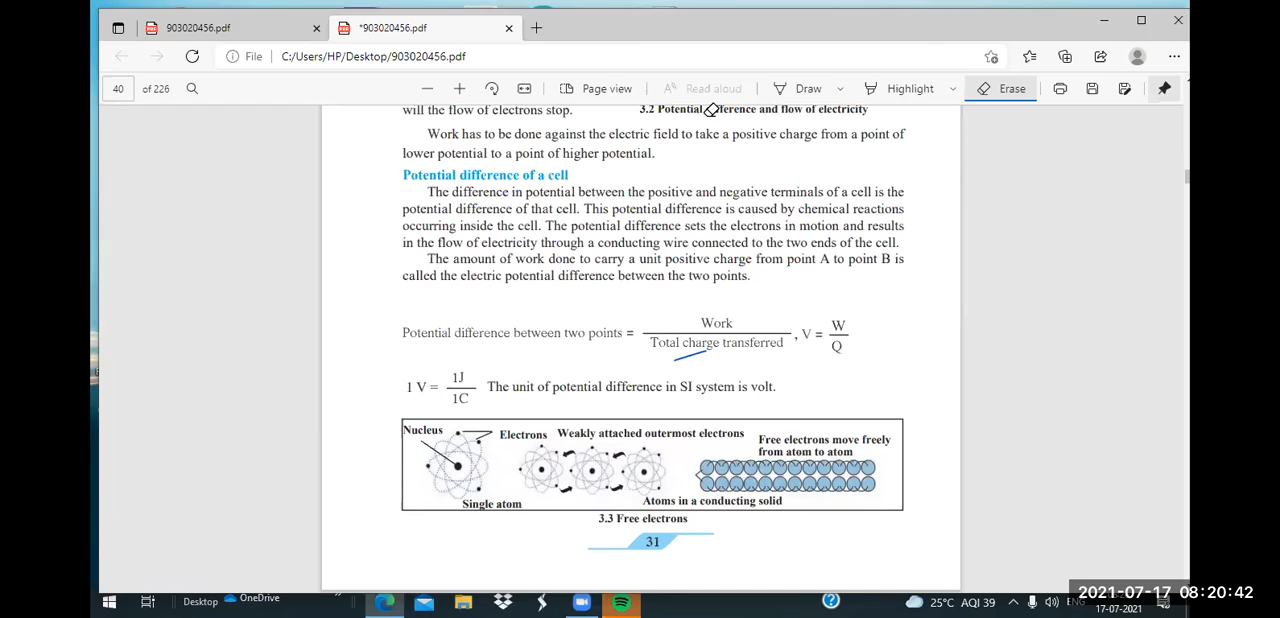 903020456.pdf
*903020456.pdf
File
C:/Users/HP/Desktop/903020456.pdf
40 of 226
Page view
Read aloud
Draw
Highlight
Erase
will the flow of electrons stop.
3.2 Potential difference and flow of electricity
Work has to be done against the electric field to take a positive charge from a point of
lower potential to a point of higher potential.
Potential difference of a cell
The difference in potential between the positive and negative terminals of a cell is the
potential difference of that cell. This potential difference is caused by chemical reactions
occurring inside the cell. The potential difference sets the electrons in motion and results
in the flow of electricity through a conducting wire connected to the two ends of the cell.
The amount of work done to carry a unit positive charge from point A to point B is
called the electric potential difference between the two points.
Potential difference between two points = Work / Total charge transferred , V = W / Q
1 V = 1J / 1C The unit of potential difference in SI system is volt.
Nucleus
Electrons
Weakly attached outermost electrons
Free electrons move freely
from atom to atom
Single atom
Atoms in a conducting solid
3.3 Free electrons
31
2021-07-17 08:20:42
Desktop
OneDrive
25°C AQI 39
ENG
17-07-2021